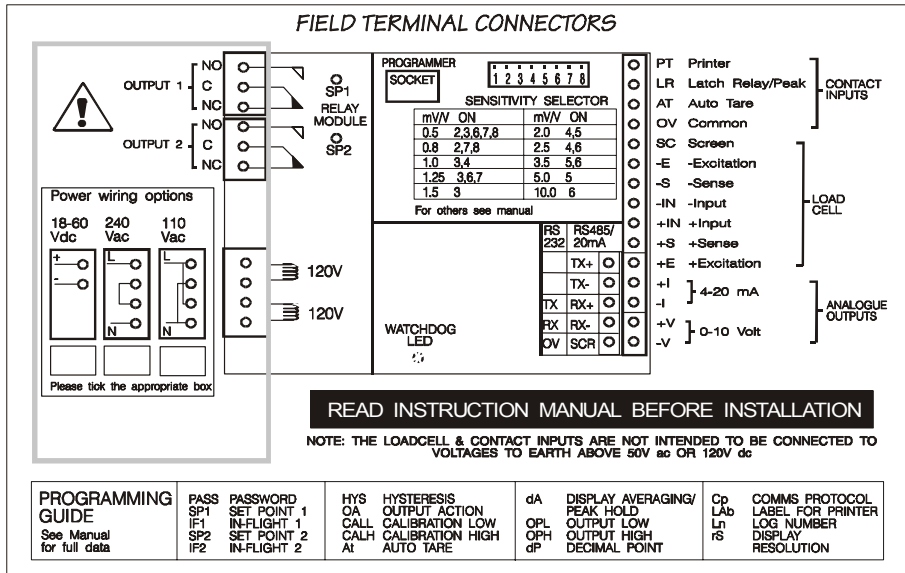 FIELD TERMINAL CONNECTORS
OUTPUT 1
NO
C
NC
OUTPUT 2
NO
C
NC
SP1
RELAY
MODULE
SP2
PROGRAMMER
SOCKET
1 2 3 4 5 6 7 8
SENSITIVITY SELECTOR
mV/V ON mV/V ON
0.5 2,3,6,7,8 2.0 4,5
0.8 2,7,8 2.5 4,6
1.0 3,4 3.5 5,6
1.25 3,6,7 5.0 5
1.5 3 10.0 6
For others see manual
PT Printer
LR Latch Relay/Peak
AT Auto Tare
OV Common
CONTACT
INPUTS
SC Screen
-E -Excitation
-S -Sense
-IN -Input
+IN +Input
+S +Sense
+E +Excitation
LOAD
CELL
+I
-I
4-20 mA
+V
-V
0-10 Volt
ANALOGUE
OUTPUTS
RS
232
RS485/
20mA
TX+
TX-
TX RX+
RX RX-
OV SCR
WATCHDOG
LED
Power wiring options
18-60
Vdc
240
Vac
110
Vac
+
-
L
N
L
N
120V
120V
Please tick the appropriate box
READ INSTRUCTION MANUAL BEFORE INSTALLATION
NOTE: THE LOADCELL & CONTACT INPUTS ARE NOT INTENDED TO BE CONNECTED TO
VOLTAGES TO EARTH ABOVE 50V ac OR 120V dc
PROGRAMMING
GUIDE
See Manual
for full data
PASS PASSWORD
SP1 SET POINT 1
IF1 IN-FLIGHT 1
SP2 SET POINT 2
IF2 IN-FLIGHT 2
HYS HYSTERESIS
OA OUTPUT ACTION
CALL CALIBRATION LOW
CALH CALIBRATION HIGH
At AUTO TARE
dA DISPLAY AVERAGING/
PEAK HOLD
OPL OUTPUT LOW
OPH OUTPUT HIGH
dP DECIMAL POINT
Cp COMMS PROTOCOL
LAb LABEL FOR PRINTER
Ln LOG NUMBER
rS DISPLAY
RESOLUTION